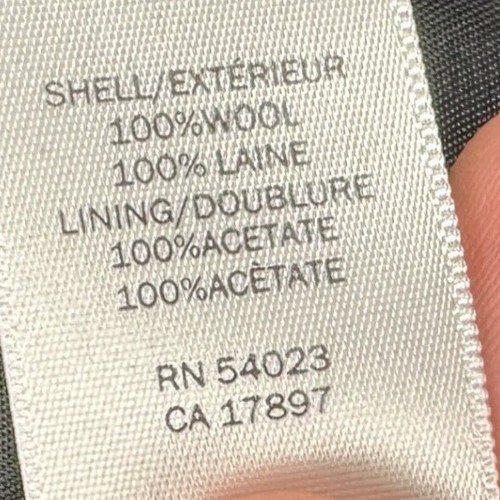 SHELL/EXTÉRIEUR
100%WOOL
100% LAINE
LINING/DOUBLURE
100%ACETATE
100%ACÈTATE
RN 54023
CA 17897